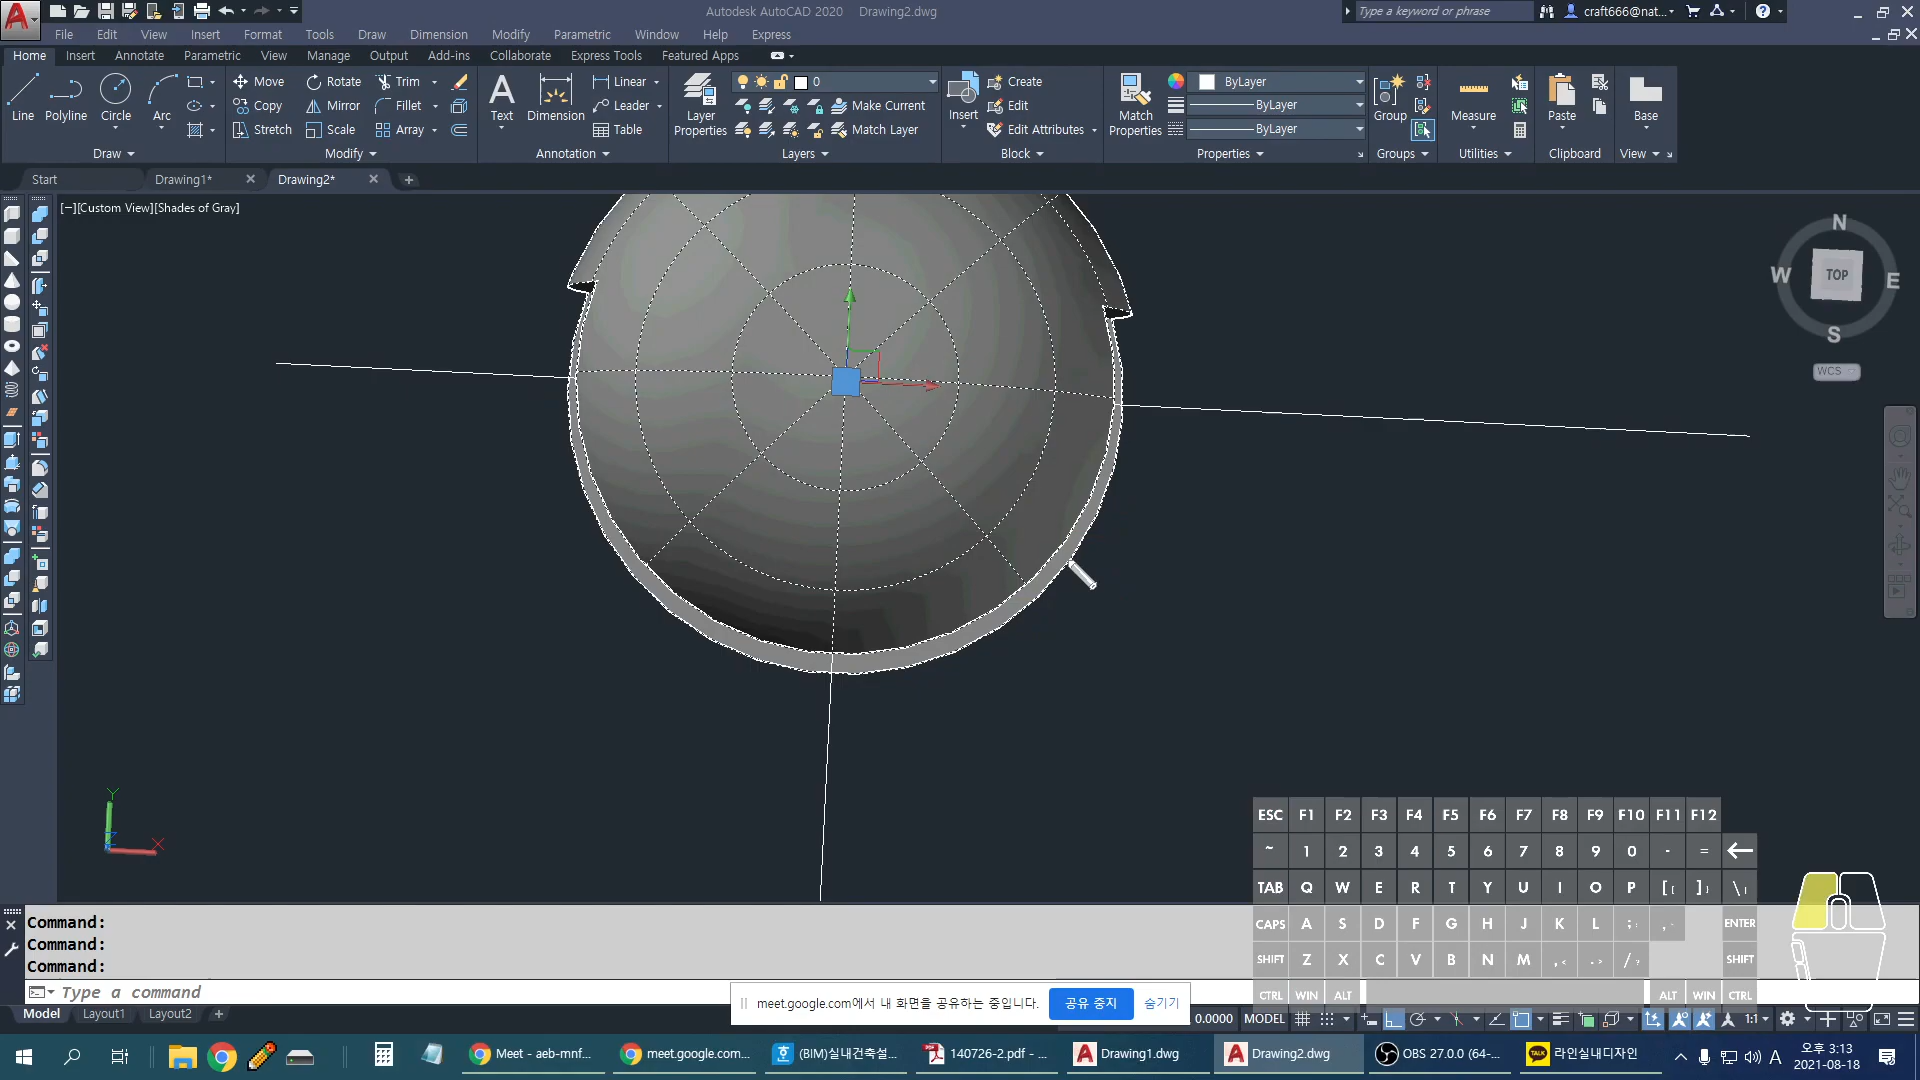 Autodesk AutoCAD 2020 Drawing2.dwg
Type a keyword or phrase
craft666@nat...
File Edit View Insert Format Tools Draw Dimension Modify Parametric Window Help Express
Home Insert Annotate Parametric View Manage Output Add-ins Collaborate Express Tools Featured Apps
Line Polyline Circle Arc
Move Rotate Trim
Copy Mirror Fillet
Stretch Scale Array
Text Dimension
Linear
Leader
Table
Layer Properties
0
Make Current
Match Layer
Insert
Create
Edit
Edit Attributes
Match Properties
ByLayer
ByLayer
ByLayer
Group
Measure
Paste
Base
Draw Modify Annotation Layers Block Properties Groups Utilities Clipboard View
Start Drawing1* Drawing2*
[−][Custom View][Shades of Gray]
N
W TOP E
S
WCS
Y
Z
X
ESC F1 F2 F3 F4 F5 F6 F7 F8 F9 F10 F11 F12
~ 1 2 3 4 5 6 7 8 9 0 - =
TAB Q W E R T Y U I O P [{ ]} \|
CAPS A S D F G H J K L ;: ENTER
SHIFT Z X C V B N M ,< .> /? SHIFT
CTRL WIN ALT ALT WIN CTRL
Command:
Command:
Command:
Type a command
meet.google.com에서 내 화면을 공유하는 중입니다. 공유 중지 숨기기
Model Layout1 Layout2
0.0000 MODEL 1:1
Meet - aeb-mnf...
meet.google.com...
(BIM)실내건축설...
140726-2.pdf - ...
Drawing1.dwg
Drawing2.dwg
OBS 27.0.0 (64-...
라인실내디자인
A
오후 3:13
2021-08-18